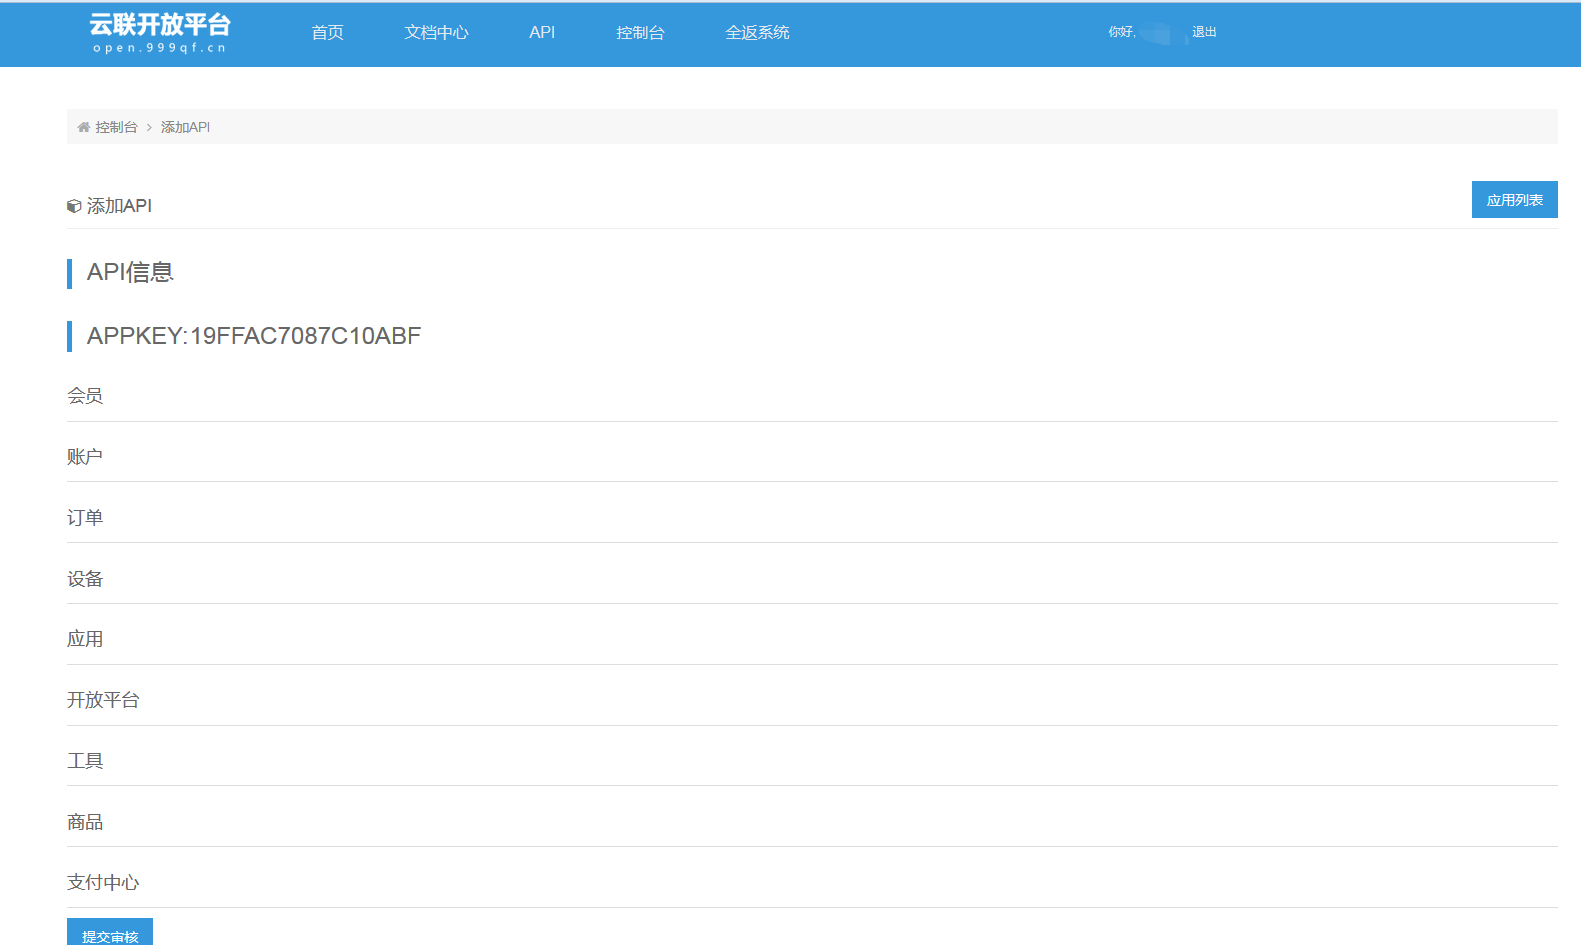 云联开放平台
open.999qf.cn
首页 文档中心 API 控制台 全返系统 你好, 退出
控制台 > 添加API
添加API
应用列表
API信息
APPKEY:19FFAC7087C10ABF
会员
账户
订单
设备
应用
开放平台
工具
商品
支付中心
提交审核